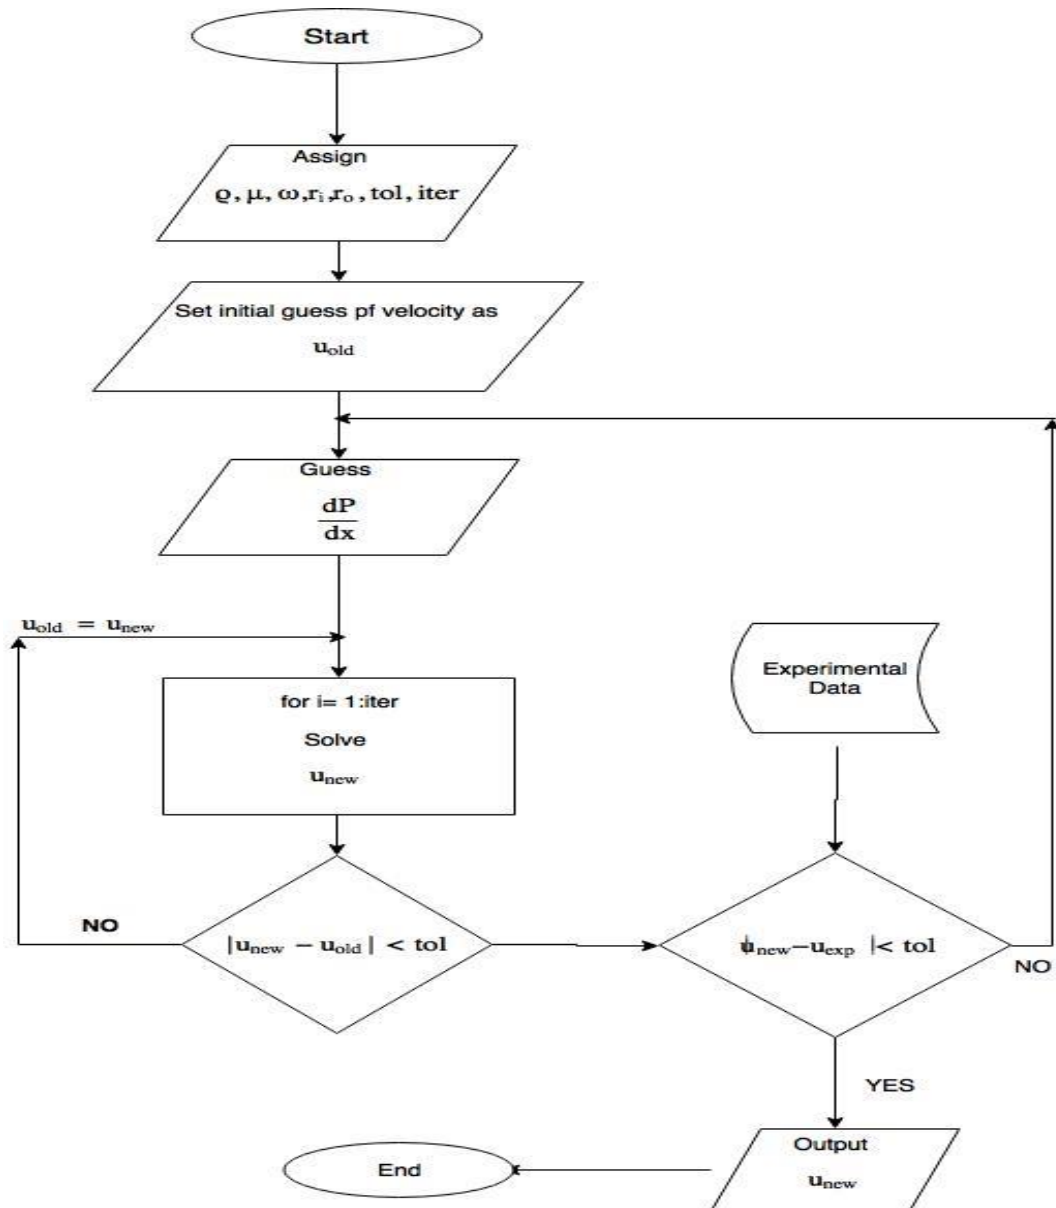 Start
Assign
ϱ, μ, ω,rᵢ,rₒ, tol, iter
Set initial guess pf velocity as
u_old
Guess
dP
dx
u_old = u_new
for i= 1:iter
Solve
u_new
Experimental
Data
NO
|u_new − u_old| < tol
|u_new−u_exp |< tol
NO
YES
Output
u_new
End